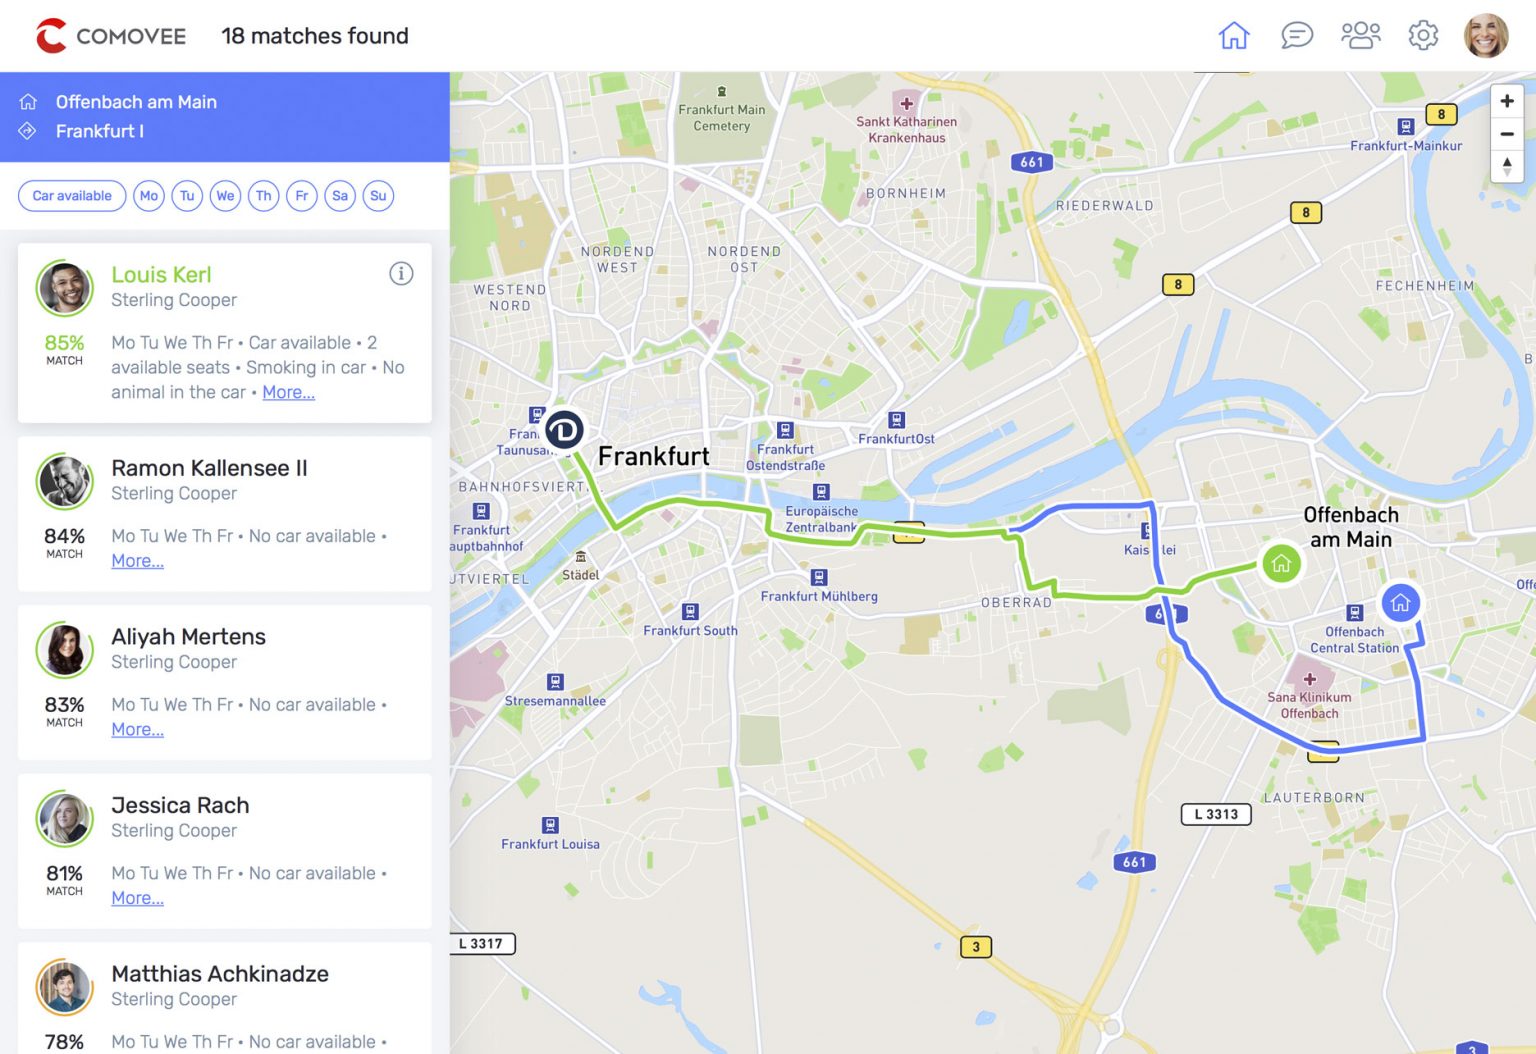 COMOVEE
18 matches found
Offenbach am Main
Frankfurt I
Car available
Mo
Tu
We
Th
Fr
Sa
Su
Louis Kerl
Sterling Cooper
85%
MATCH
Mo Tu We Th Fr • Car available • 2
available seats • Smoking in car • No
animal in the car • More...
Ramon Kallensee II
Sterling Cooper
84%
MATCH
Mo Tu We Th Fr • No car available •
More...
Aliyah Mertens
Sterling Cooper
83%
MATCH
Mo Tu We Th Fr • No car available •
More...
Jessica Rach
Sterling Cooper
81%
MATCH
Mo Tu We Th Fr • No car available •
More...
Matthias Achkinadze
Sterling Cooper
78%
Mo Tu We Th Fr • No car available •
Frankfurt Main
Cemetery
Sankt Katharinen
Krankenhaus
661
8
Frankfurt-Mainkur
BORNHEIM
RIEDERWALD
8
NORDEND
WEST
NORDEND
OST
WESTEND
NORD
8
FECHENHEIM
B
Fran
Taunusan
D
Frankfurt
Frankfurt
Ostendstraße
FrankfurtOst
BAHNHOFSVIERT
Frankfurt
auptbahnhof
Europäische
Zentralbank
Kais
lei
Offenbach
am Main
UTVIERTEL
Städel
Frankfurt Mühlberg
OBERRAD
6
Offe
Frankfurt South
Offenbach
Central Station
Stresemannallee
Sana Klinikum
Offenbach
LAUTERBORN
L 3313
Frankfurt Louisa
661
L 3317
3
3